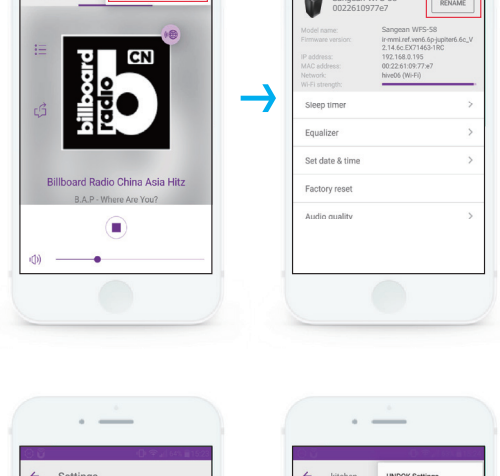 billboard
radio
CN
Billboard Radio China Asia Hitz
B.A.P - Where Are You?
0022610977e7
RENAME
Model name: Sangean WFS-58
Firmware version: ir-mmi.ref.ven6.6p-jupiter6.6c_V
2.14.6c.EX71463-1RC
IP address: 192.168.0.195
MAC address: 00:22:61:09:77:e7
Network: hive06 (Wi-Fi)
Wi-Fi strength:
Sleep timer
Equalizer
Set date & time
Factory reset
Audio quality
Settings
kitchen
UNDOK Settings